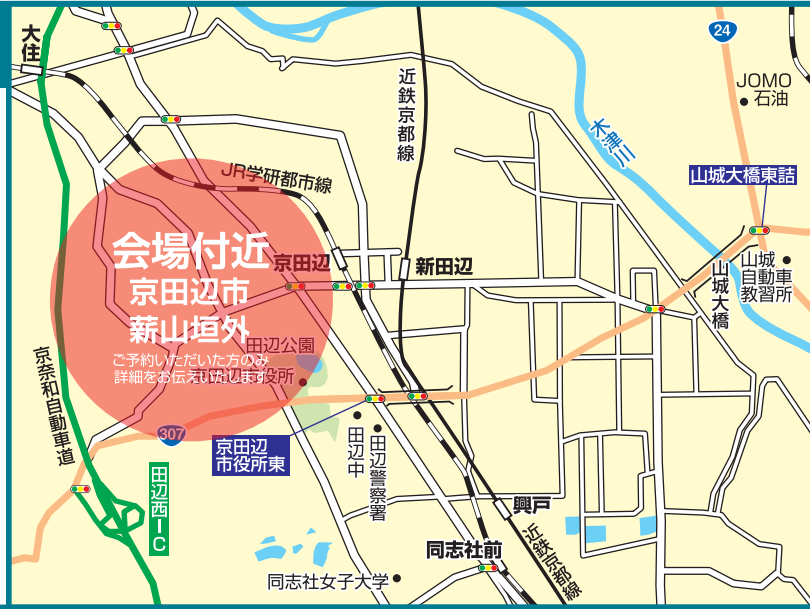 大住
近鉄京都線
24
JOMO
石油
木津川
山城大橋東詰
JR学研都市線
会場付近
京田辺市
薪山垣外
ご予約いただいた方のみ
詳細をお伝えいたします
京田辺
新田辺
山城大橋
山城
自動車
教習所
田辺公園
京田辺市役所
京奈和自動車道
307
京田辺
市役所東
田辺中
田辺警察署
田辺西IC
興戸
近鉄京都線
同志社前
同志社女子大学